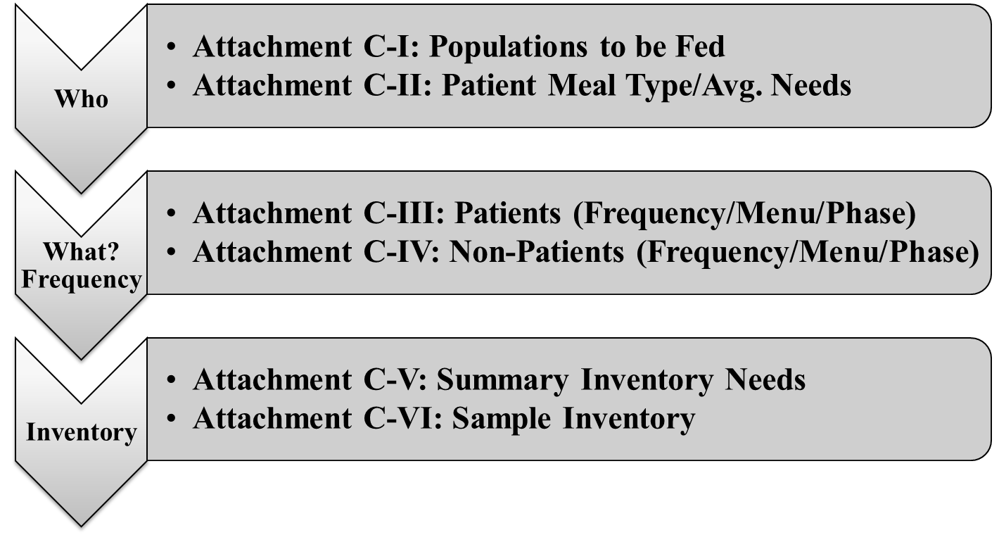 Who
• Attachment C-I: Populations to be Fed
• Attachment C-II: Patient Meal Type/Avg. Needs
What?
Frequency
• Attachment C-III: Patients (Frequency/Menu/Phase)
• Attachment C-IV: Non-Patients (Frequency/Menu/Phase)
Inventory
• Attachment C-V: Summary Inventory Needs
• Attachment C-VI: Sample Inventory